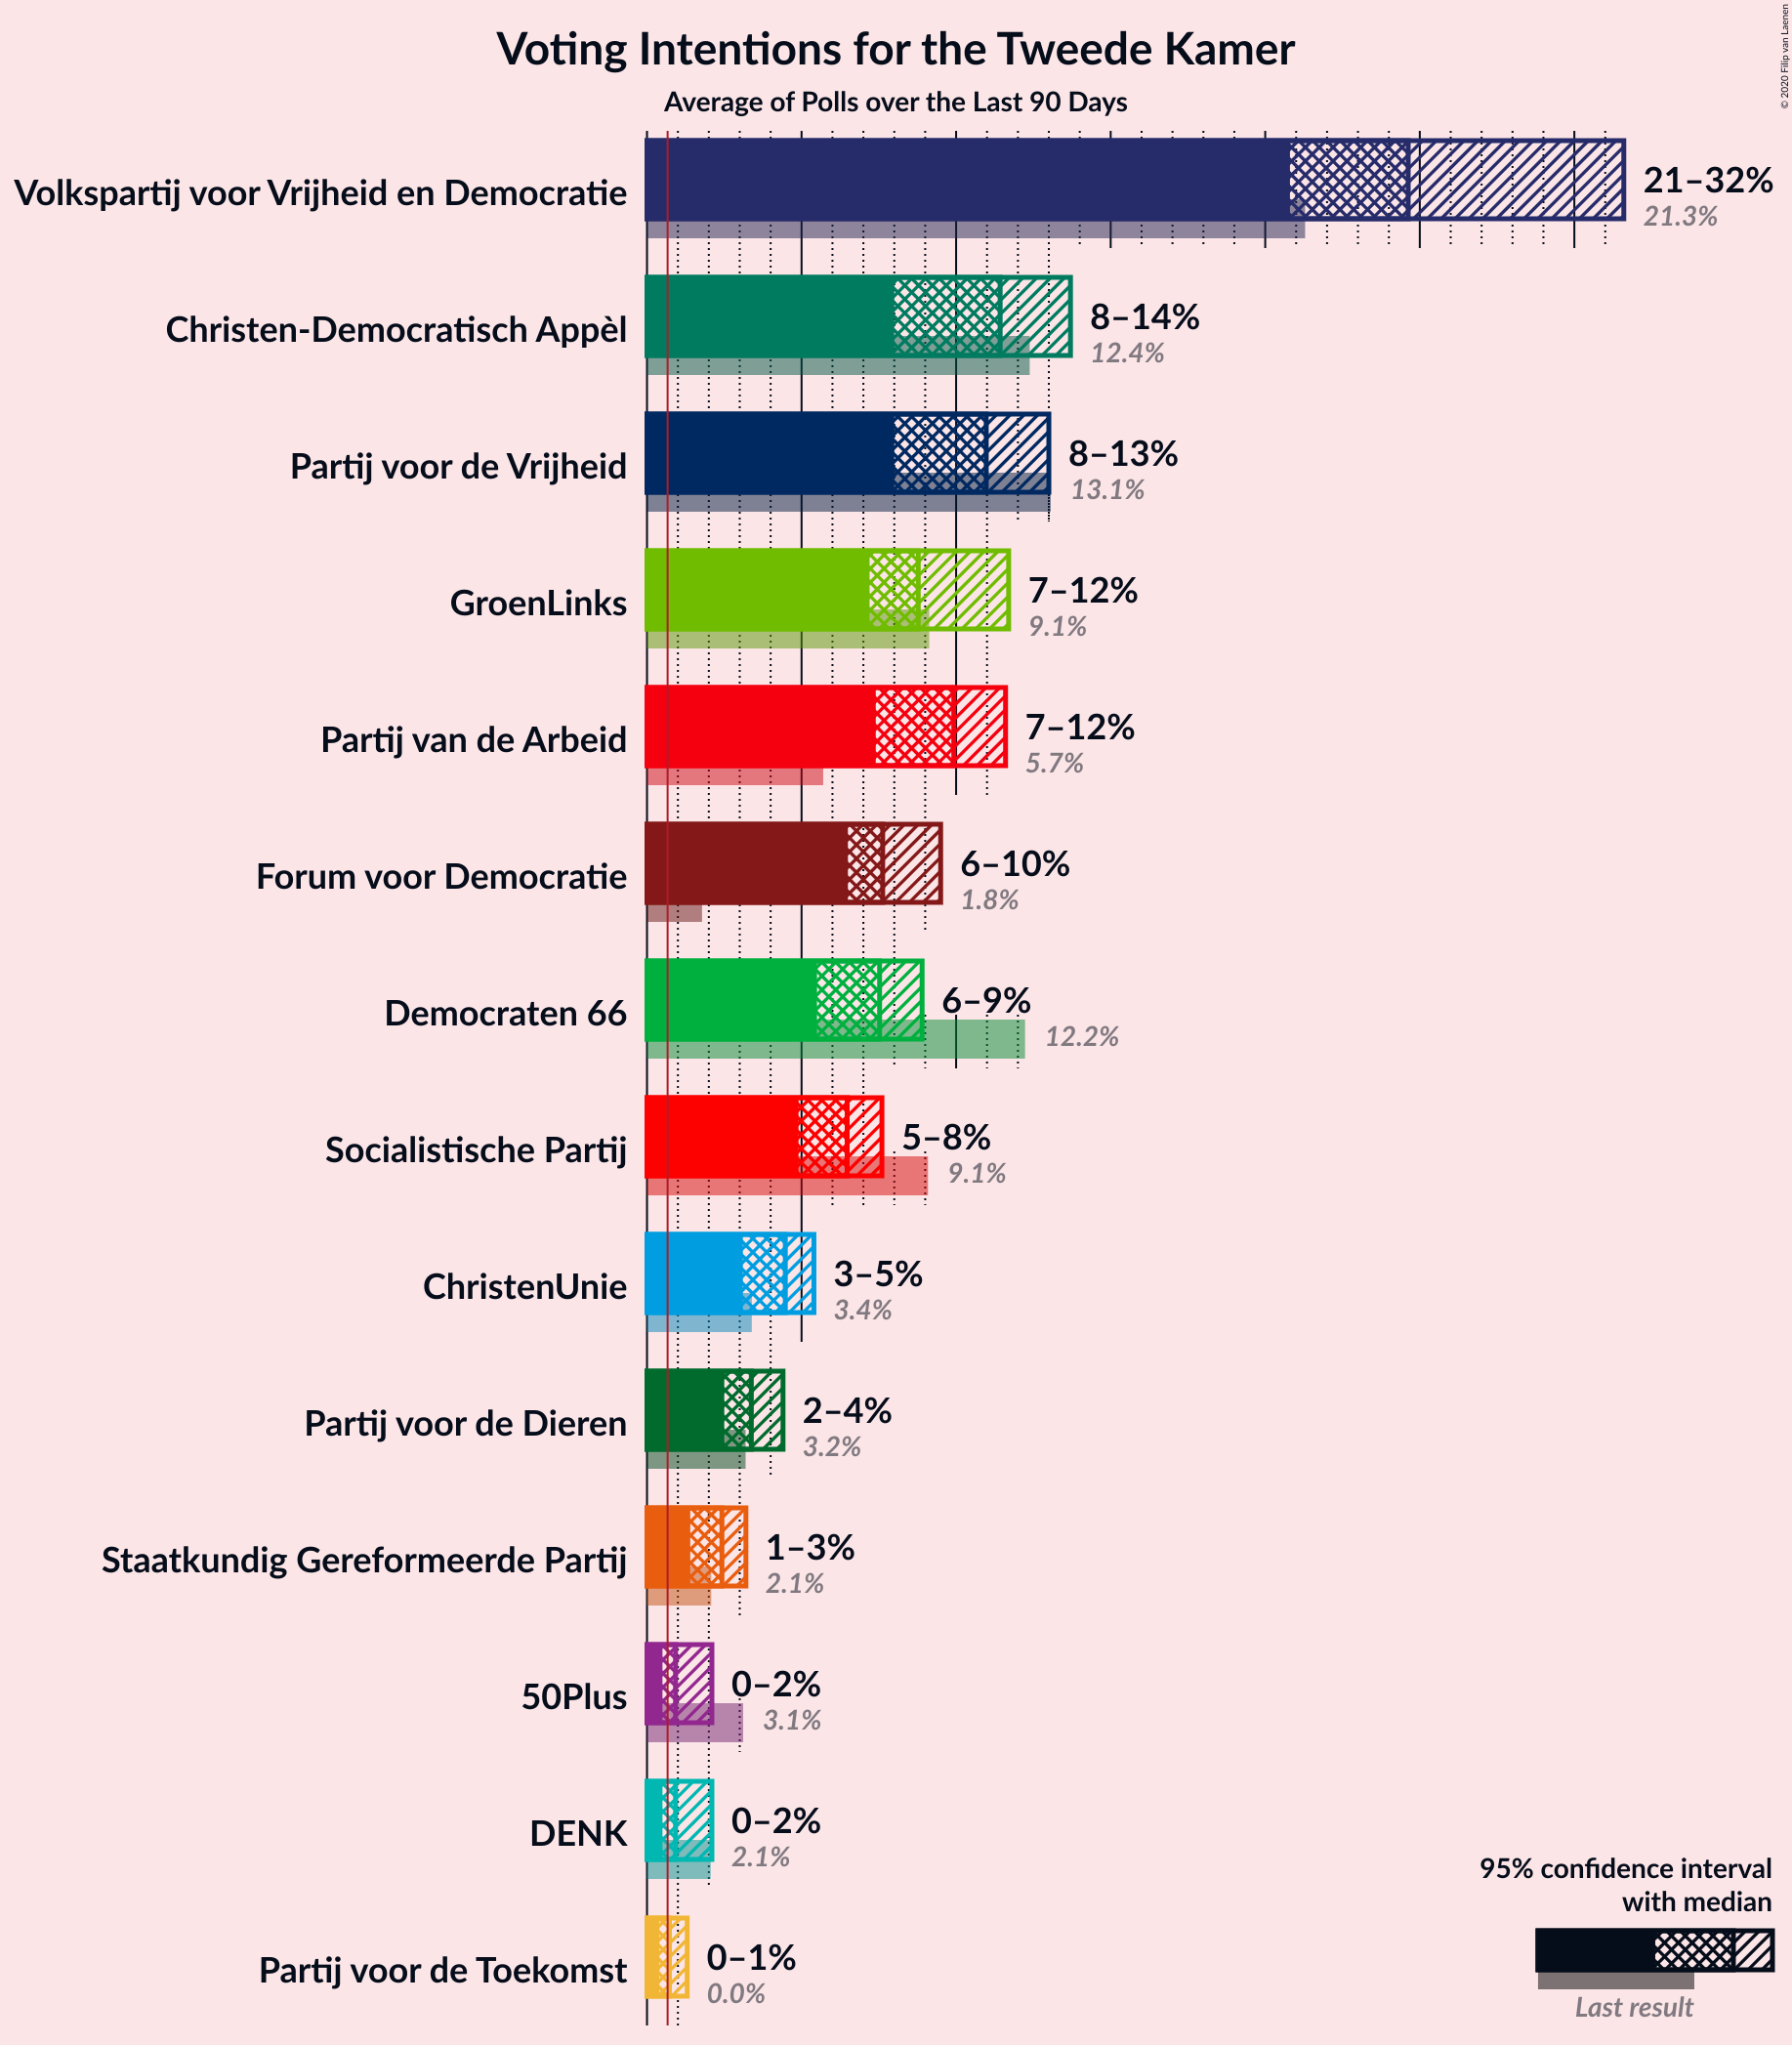 © 2020 Filip van Laenen
Voting Intentions for the Tweede Kamer
Average of Polls over the Last 90 Days
Volkspartij voor Vrijheid en Democratie
21–32%
21.3%
Christen-Democratisch Appèl
8–14%
12.4%
Partij voor de Vrijheid
8–13%
13.1%
GroenLinks
7–12%
9.1%
Partij van de Arbeid
7–12%
5.7%
Forum voor Democratie
6–10%
1.8%
Democraten 66
6–9%
12.2%
Socialistische Partij
5–8%
9.1%
ChristenUnie
3–5%
3.4%
Partij voor de Dieren
2–4%
3.2%
Staatkundig Gereformeerde Partij
1–3%
2.1%
50Plus
0–2%
3.1%
DENK
0–2%
2.1%
Partij voor de Toekomst
0–1%
0.0%
95% confidence interval
with median
Last result